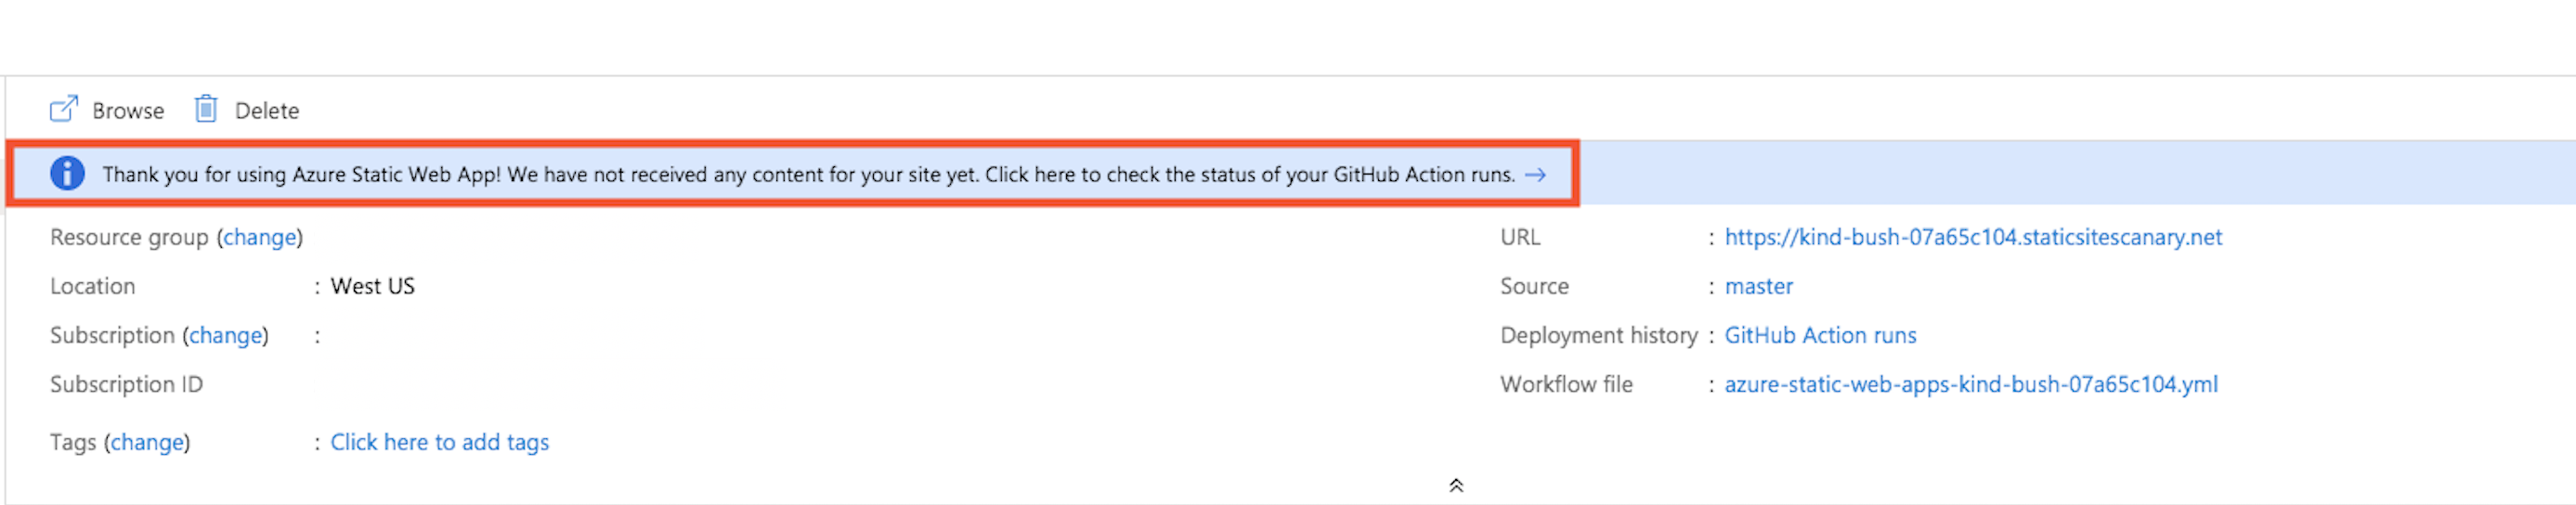 Browse Delete
Thank you for using Azure Static Web App! We have not received any content for your site yet. Click here to check the status of your GitHub Action runs. →
Resource group (change)
Location : West US
Subscription (change) :
Subscription ID
Tags (change) : Click here to add tags
URL : https://kind-bush-07a65c104.staticsitescanary.net
Source : master
Deployment history : GitHub Action runs
Workflow file : azure-static-web-apps-kind-bush-07a65c104.yml